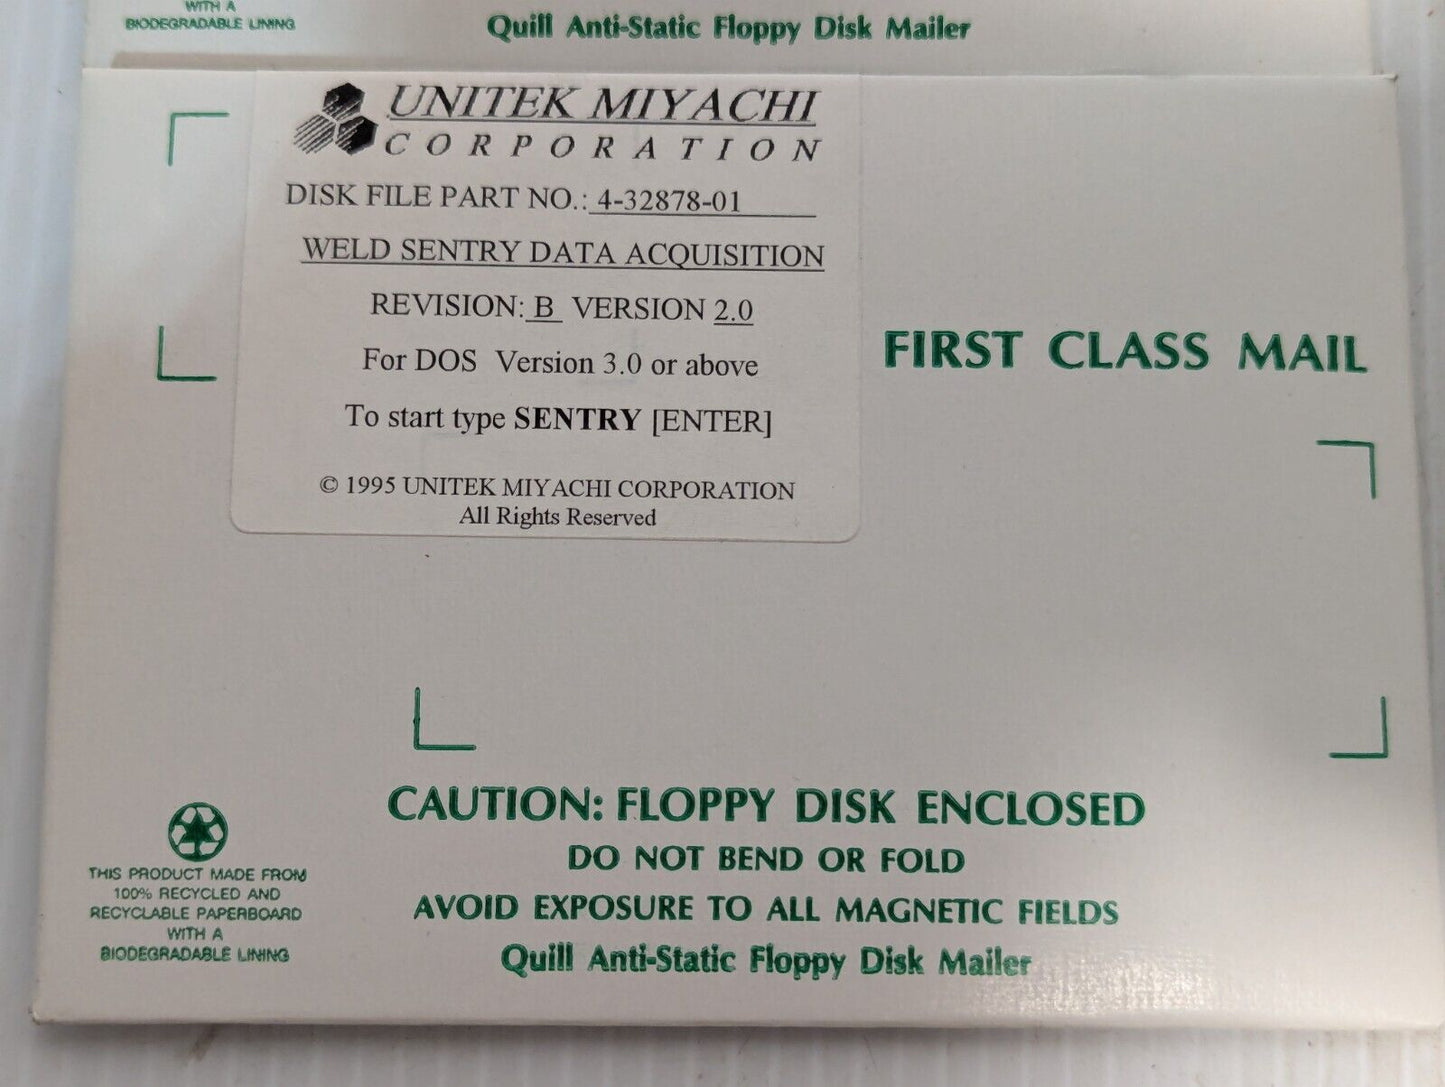 WITH A
BIODEGRADABLE LINING
Quill Anti-Static Floppy Disk Mailer
UNITEK MIYACHI
CORPORATION
DISK FILE PART NO.: 4-32878-01
WELD SENTRY DATA ACQUISITION
REVISION: B VERSION 2.0
For DOS Version 3.0 or above
To start type SENTRY [ENTER]
© 1995 UNITEK MIYACHI CORPORATION
All Rights Reserved
FIRST CLASS MAIL
CAUTION: FLOPPY DISK ENCLOSED
DO NOT BEND OR FOLD
AVOID EXPOSURE TO ALL MAGNETIC FIELDS
Quill Anti-Static Floppy Disk Mailer
THIS PRODUCT MADE FROM
100% RECYCLED AND
RECYCLABLE PAPERBOARD
WITH A
BIODEGRADABLE LINING